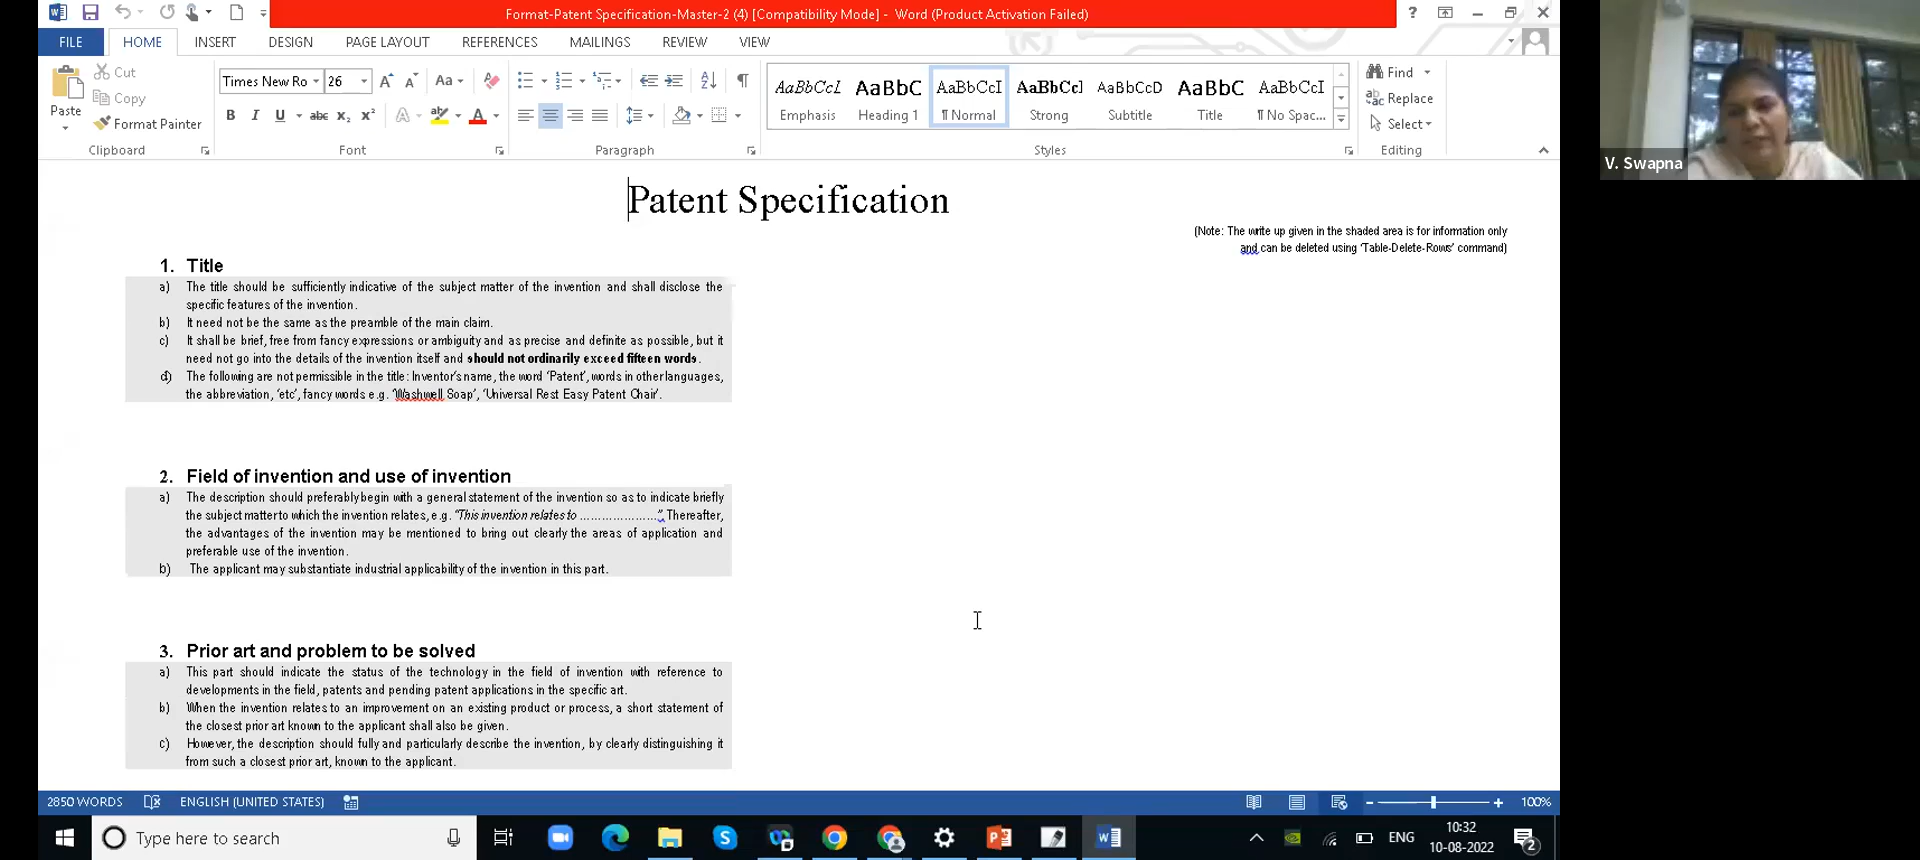 Format-Patent Specification-Master-2 (4) [Compatibility Mode] - Word (Product Activation Failed)
FILE HOME INSERT DESIGN PAGE LAYOUT REFERENCES MAILINGS REVIEW VIEW
Paste
Cut
Copy
Format Painter
Clipboard
Times New Ro 26
Font
Paragraph
AaBbCcI AaBbC AaBbCcI AaBbCcI AaBbCcD AaBbC AaBbCcI
Emphasis Heading 1 ¶ Normal Strong Subtitle Title ¶ No Spac...
Styles
Find
Replace
Select
Editing
V. Swapna
Patent Specification
(Note: The write up given in the shaded area is for information only
and can be deleted using 'Table-Delete-Rows' command)
1. Title
a) The title should be sufficiently indicative of the subject matter of the invention and shall disclose the
specific features of the invention.
b) It need not be the same as the preamble of the main claim.
c) It shall be brief, free from fancy expressions or ambiguity and as precise and definite as possible, but it
need not go into the details of the invention itself and should not ordinarily exceed fifteen words.
d) The following are not permissible in the title: Inventor's name, the word 'Patent', words in other languages,
the abbreviation, 'etc', fancy words e.g. 'Washwell Soap', 'Universal Rest Easy Patent Chair'.
2. Field of invention and use of invention
a) The description should preferably begin with a general statement of the invention so as to indicate briefly
the subject matter to which the invention relates, e.g. "This invention relates to .....................". Thereafter,
the advantages of the invention may be mentioned to bring out clearly the areas of application and
preferable use of the invention.
b) The applicant may substantiate industrial applicability of the invention in this part.
3. Prior art and problem to be solved
a) This part should indicate the status of the technology in the field of invention with reference to
developments in the field, patents and pending patent applications in the specific art.
b) When the invention relates to an improvement on an existing product or process, a short statement of
the closest prior art known to the applicant shall also be given.
c) However, the description should fully and particularly describe the invention, by clearly distinguishing it
from such a closest prior art, known to the applicant.
2850 WORDS ENGLISH (UNITED STATES) 100%
Type here to search
ENG
10:32
10-08-2022
2